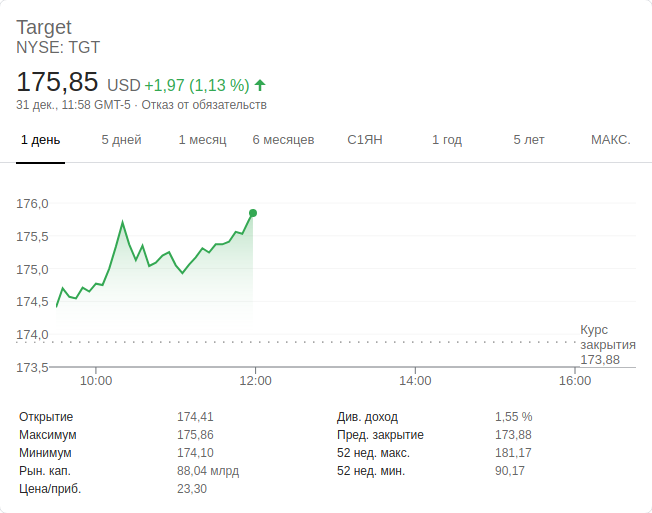 Target
NYSE: TGT
175,85 USD +1,97 (1,13 %)
31 дек., 11:58 GMT-5 · Отказ от обязательств
1 день 5 дней 1 месяц 6 месяцев С1ЯН 1 год 5 лет МАКС.
176,0
175,5
175,0
174,5
174,0
Курс
закрытия
173,88
173,5
10:00 12:00 14:00 16:00
Открытие 174,41 Див. доход 1,55 %
Максимум 175,86 Пред. закрытие 173,88
Минимум 174,10 52 нед. макс. 181,17
Рын. кап. 88,04 млрд 52 нед. мин. 90,17
Цена/приб. 23,30